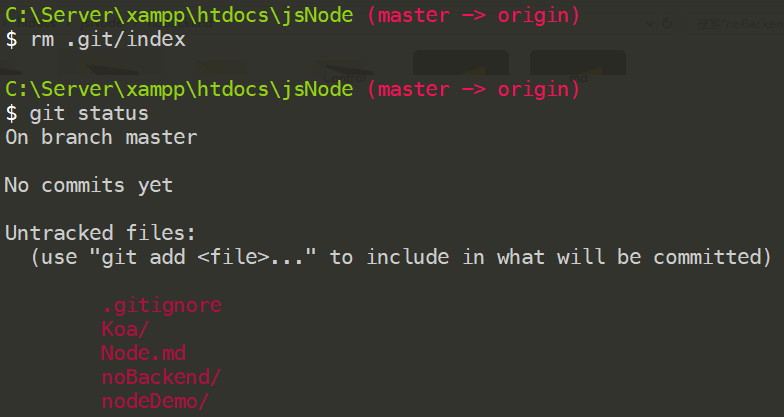 C:\Server\xampp\htdocs\jsNode (master -> origin)
$ rm .git/index
C:\Server\xampp\htdocs\jsNode (master -> origin)
$ git status
On branch master
No commits yet
Untracked files:
(use "git add <file>..." to include in what will be committed)
.gitignore
Koa/
Node.md
noBackend/
nodeDemo/